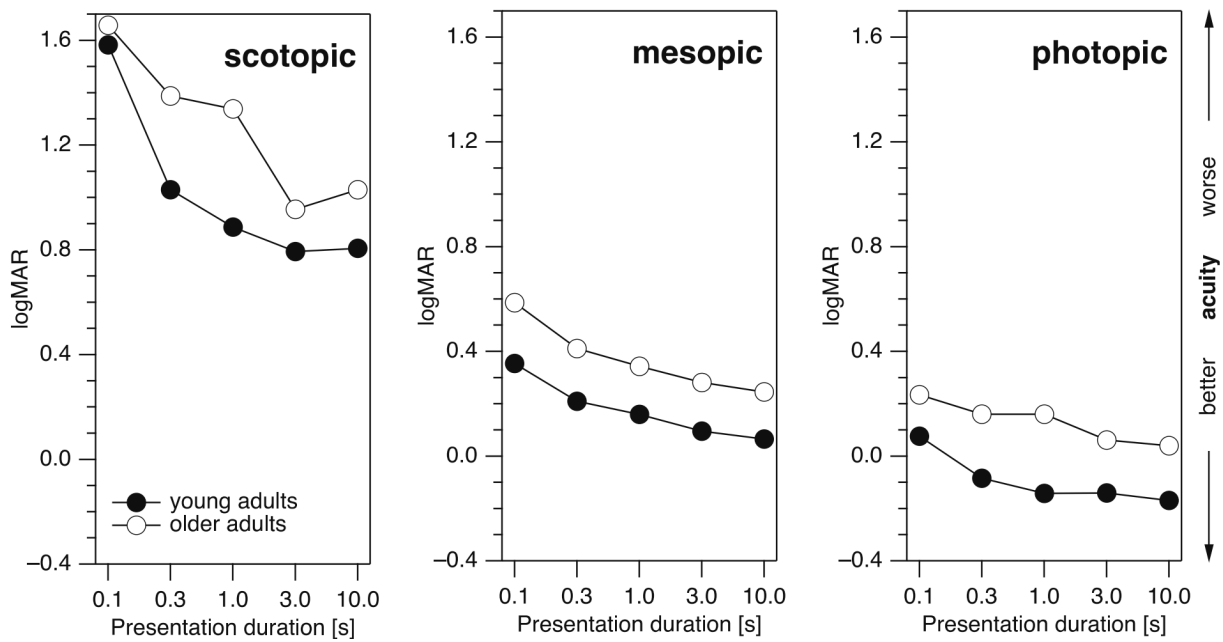 scotopic
1.6
1.2
0.8
0.4
0.0
−0.4
logMAR
young adults
older adults
0.1 0.3 1.0 3.0 10.0
Presentation duration [s]
mesopic
1.6
1.2
0.8
0.4
0.0
−0.4
logMAR
0.1 0.3 1.0 3.0 10.0
Presentation duration [s]
photopic
1.6
1.2
0.8
0.4
0.0
−0.4
logMAR
0.1 0.3 1.0 3.0 10.0
Presentation duration [s]
better acuity worse